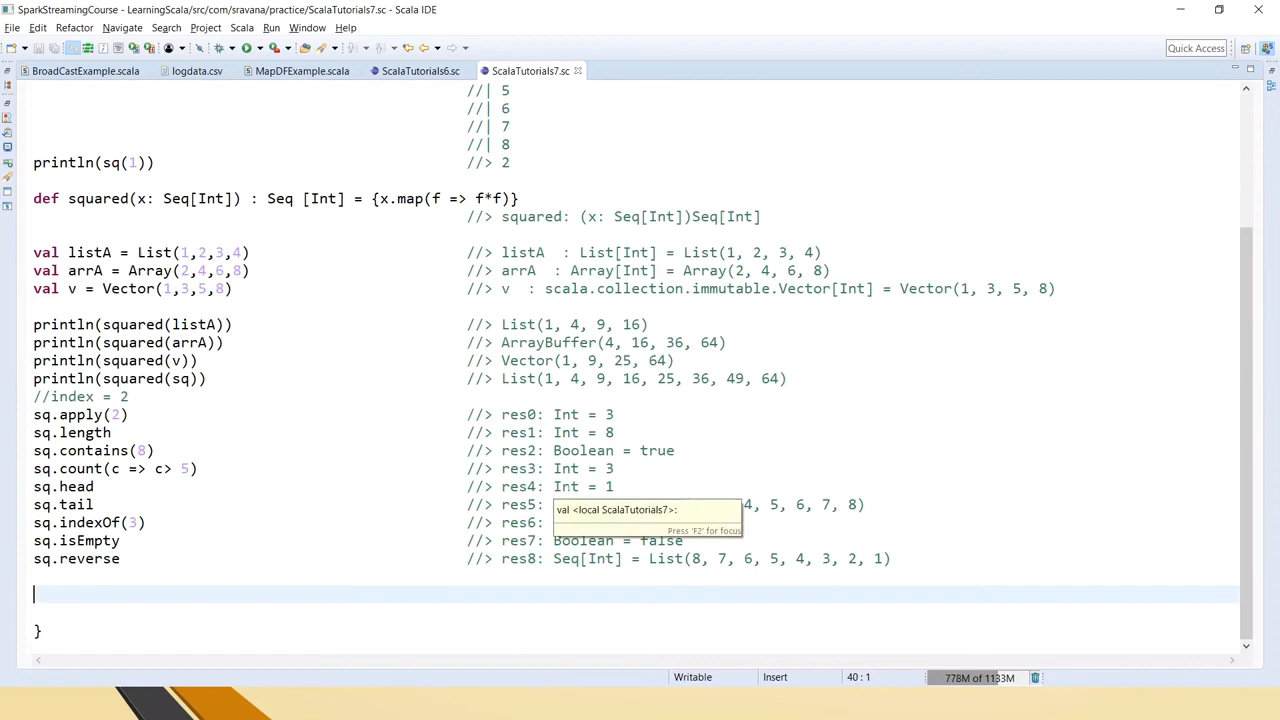 SparkStreamingCourse - LearningScala/src/com/sravana/practice/ScalaTutorials7.sc - Scala IDE
File Edit Refactor Navigate Search Project Scala Run Window Help
Quick Access
BroadCastExample.scala logdata.csv MapDFExample.scala ScalaTutorials6.sc ScalaTutorials7.sc
//| 5
//| 6
//| 7
//| 8
println(sq(1)) //> 2
def squared(x: Seq[Int]) : Seq [Int] = {x.map(f => f*f)}
//> squared: (x: Seq[Int])Seq[Int]
val listA = List(1,2,3,4) //> listA : List[Int] = List(1, 2, 3, 4)
val arrA = Array(2,4,6,8) //> arrA : Array[Int] = Array(2, 4, 6, 8)
val v = Vector(1,3,5,8) //> v : scala.collection.immutable.Vector[Int] = Vector(1, 3, 5, 8)
println(squared(listA)) //> List(1, 4, 9, 16)
println(squared(arrA)) //> ArrayBuffer(4, 16, 36, 64)
println(squared(v)) //> Vector(1, 9, 25, 64)
println(squared(sq)) //> List(1, 4, 9, 16, 25, 36, 49, 64)
//index = 2
sq.apply(2) //> res0: Int = 3
sq.length //> res1: Int = 8
sq.contains(8) //> res2: Boolean = true
sq.count(c => c> 5) //> res3: Int = 3
sq.head //> res4: Int = 1
sq.tail //> res5: 4, 5, 6, 7, 8)
val <local ScalaTutorials7>:
sq.indexOf(3) //> res6:
Press 'F2' for focus
sq.isEmpty //> res7: Boolean = false
sq.reverse //> res8: Seq[Int] = List(8, 7, 6, 5, 4, 3, 2, 1)
}
Writable Insert 40 : 1 778M of 1133M